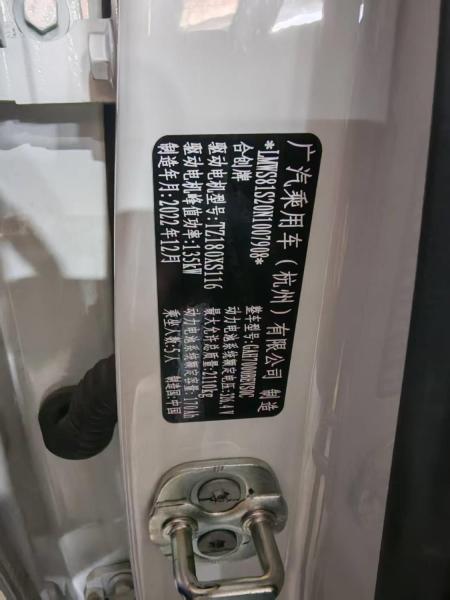 广汽乘用车（杭州）有限公司 制造
*LMWS81S20N1007908*
合创牌
整车型号:GAH7000BEVS0C
驱动电机型号:TZ180XS116
动力电池系统额定电压:
驱动电机峰值功率:135kW
最大允许总质量:2110kg
动力电池系统额定容量:170Ah
制造年月:2022年12月
乘坐人数:5人 制造国:中国